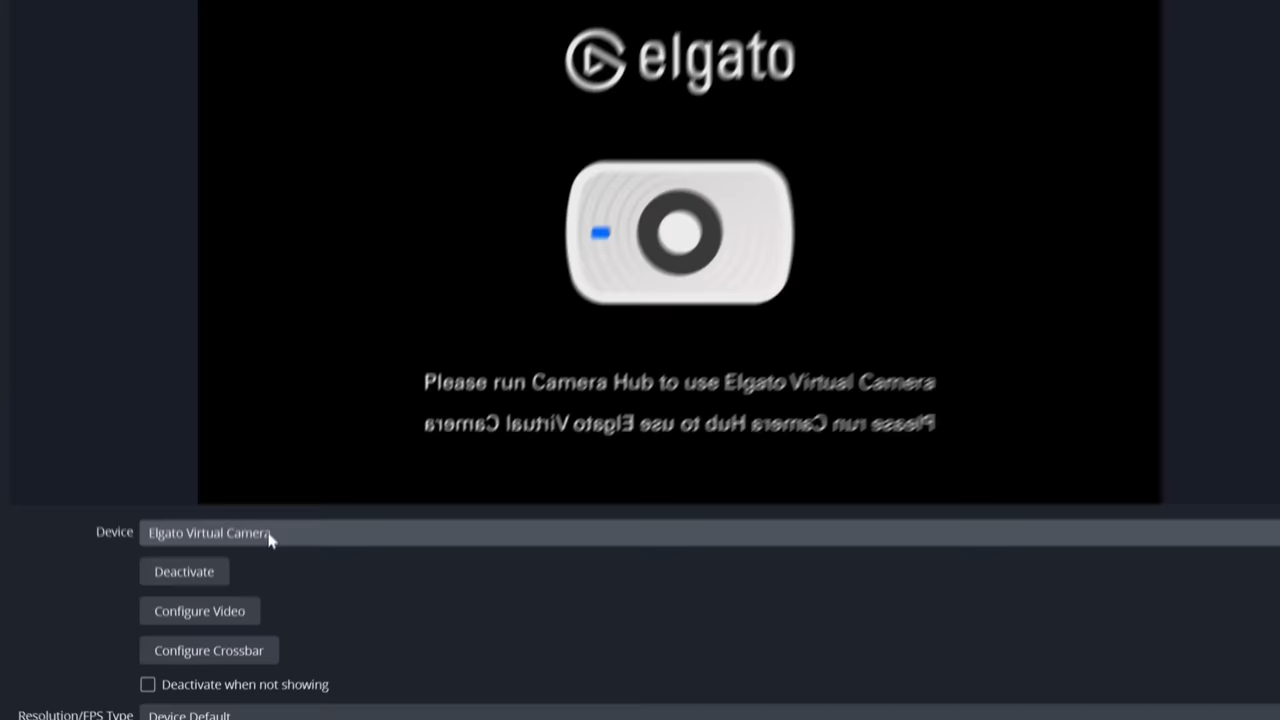 elgato
Please run Camera Hub to use Elgato Virtual Camera
Please run Camera Hub to use Elgato Virtual Camera
Device Elgato Virtual Camera
Deactivate
Configure Video
Configure Crossbar
Deactivate when not showing
Resolution/FPS Type Device Default